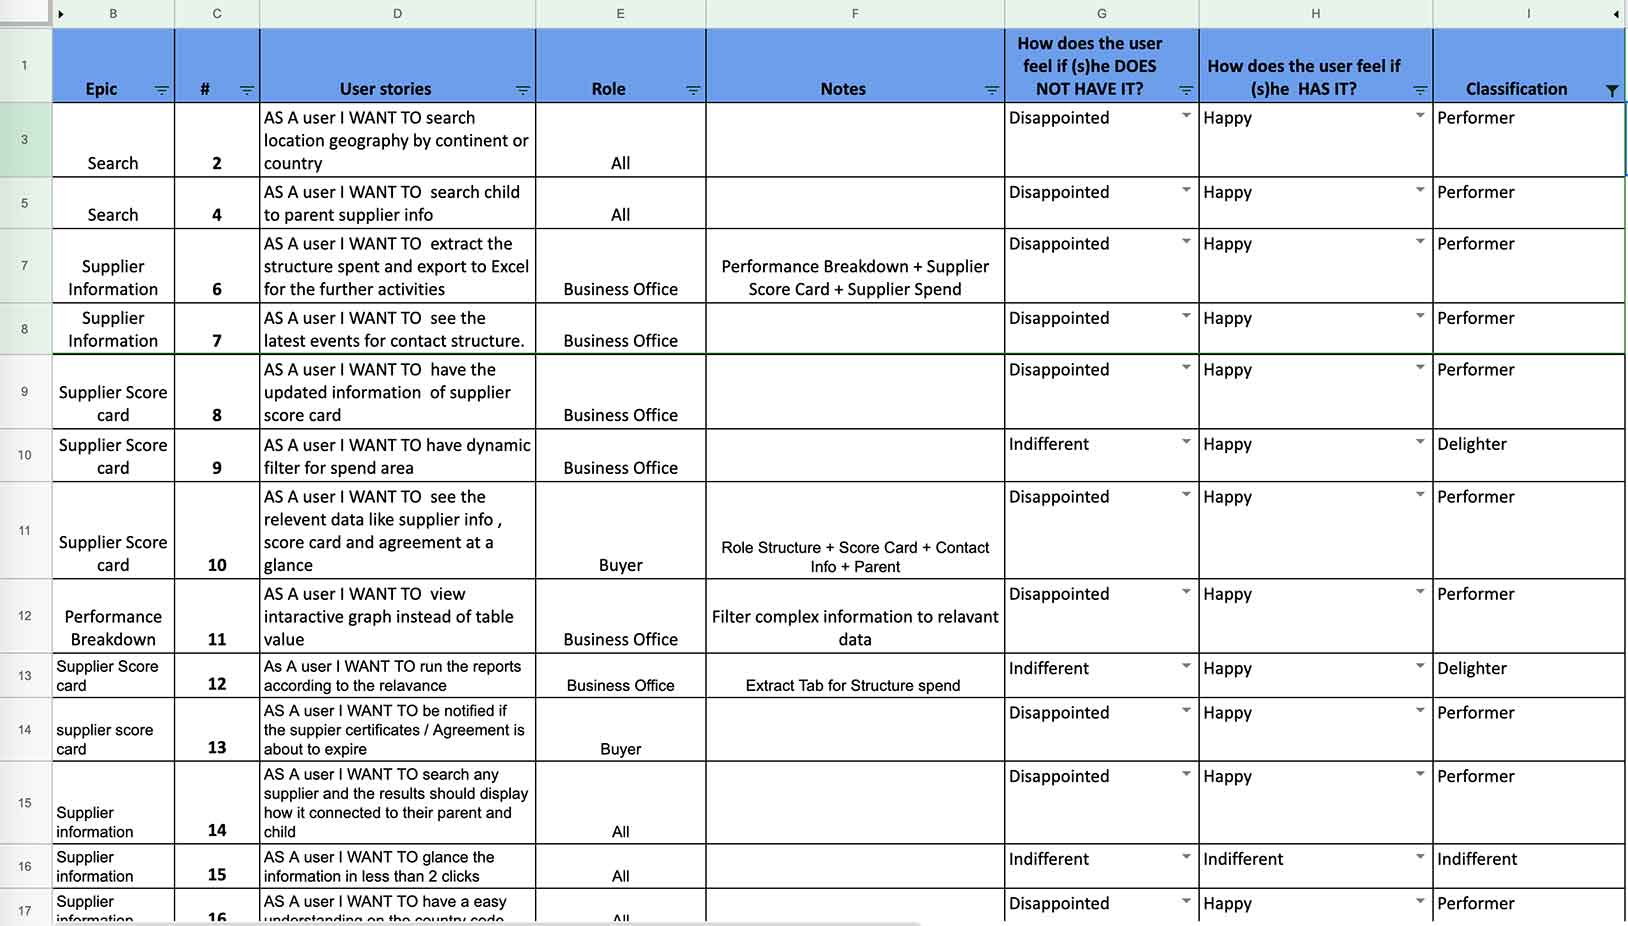 B C D E F G H I
1 Epic # User stories Role Notes How does the user feel if (s)he DOES NOT HAVE IT? How does the user feel if (s)he HAS IT? Classification
3 Search 2 AS A user I WANT TO search location geography by continent or country All Disappointed Happy Performer
5 Search 4 AS A user I WANT TO search child to parent supplier info All Disappointed Happy Performer
7 Supplier Information 6 AS A user I WANT TO extract the structure spent and export to Excel for the further activities Business Office Performance Breakdown + Supplier Score Card + Supplier Spend Disappointed Happy Performer
8 Supplier Information 7 AS A user I WANT TO see the latest events for contact structure. Business Office Disappointed Happy Performer
9 Supplier Score card 8 AS A user I WANT TO have the updated information of supplier score card Business Office Disappointed Happy Performer
10 Supplier Score card 9 AS A user I WANT TO have dynamic filter for spend area Business Office Indifferent Happy Delighter
11 Supplier Score card 10 AS A user I WANT TO see the relevent data like supplier info , score card and agreement at a glance Buyer Role Structure + Score Card + Contact Info + Parent Disappointed Happy Performer
12 Performance Breakdown 11 AS A user I WANT TO view intaractive graph instead of table value Business Office Filter complex information to relavant data Disappointed Happy Performer
13 Supplier Score card 12 As A user I WANT TO run the reports according to the relavance Business Office Extract Tab for Structure spend Indifferent Happy Delighter
14 supplier score card 13 AS A user I WANT TO be notified if the suppier certificates / Agreement is about to expire Buyer Disappointed Happy Performer
15 Supplier information 14 AS A user I WANT TO search any supplier and the results should display how it connected to their parent and child All Disappointed Happy Performer
16 Supplier information 15 AS A user I WANT TO glance the information in less than 2 clicks All Indifferent Indifferent Indifferent
17 Supplier information 16 AS A user I WANT TO have a easy understanding on the country code All Disappointed Happy Performer